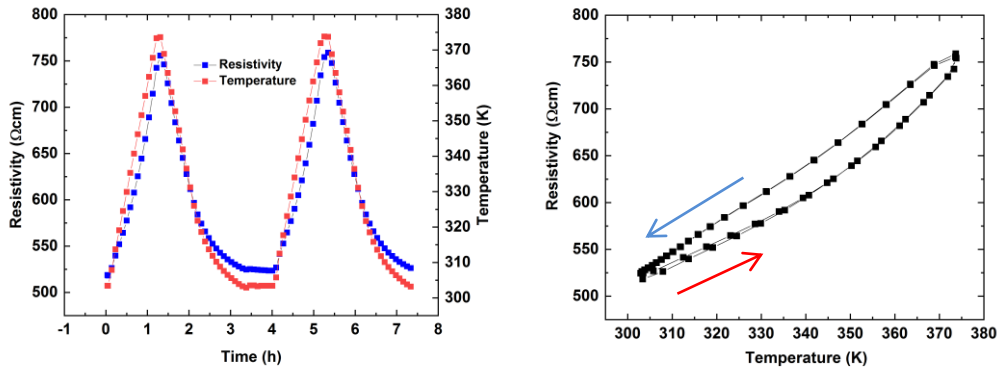 800
750
700
650
600
550
500
Resistivity (Ωcm)
Resistivity
Temperature
380
370
360
350
340
330
320
310
300
Temperature (K)
-1 0 1 2 3 4 5 6 7 8
Time (h)
800
750
700
650
600
550
500
Resistivity (Ωcm)
300 310 320 330 340 350 360 370 380
Temperature (K)